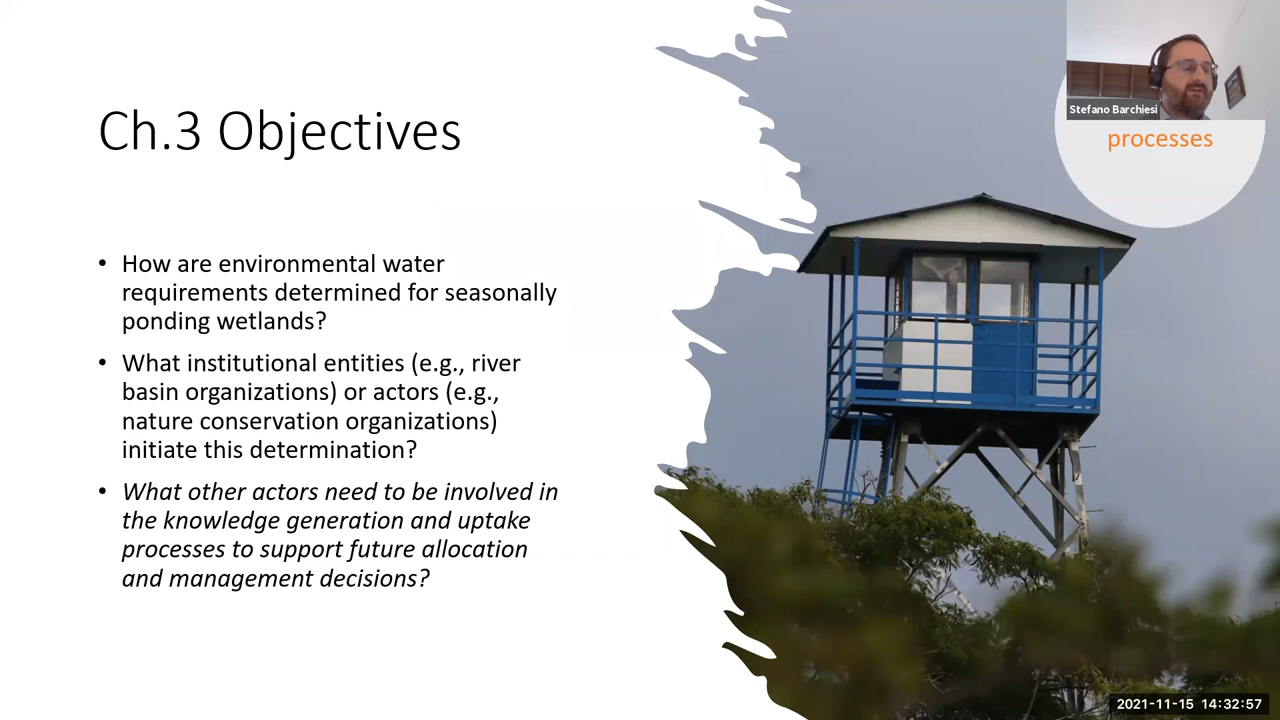 Ch.3 Objectives
• How are environmental water
requirements determined for seasonally
ponding wetlands?
• What institutional entities (e.g., river
basin organizations) or actors (e.g.,
nature conservation organizations)
initiate this determination?
• What other actors need to be involved in
the knowledge generation and uptake
processes to support future allocation
and management decisions?
Stefano Barchiesi
processes
2021-11-15 14:32:57